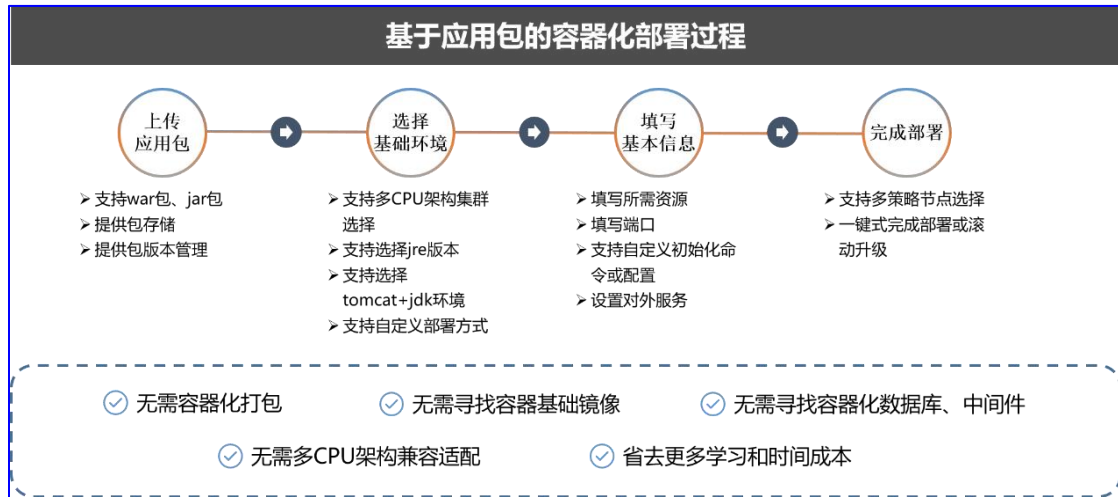 基于应用包的容器化部署过程
上传
应用包
选择
基础环境
填写
基本信息
完成部署
➢ 支持war包、jar包
➢ 提供包存储
➢ 提供包版本管理
➢ 支持多CPU架构集群
选择
➢ 支持选择jre版本
➢ 支持选择
tomcat+jdk环境
➢ 支持自定义部署方式
➢ 填写所需资源
➢ 填写端口
➢ 支持自定义初始化命
令或配置
➢ 设置对外服务
➢ 支持多策略节点选择
➢ 一键式完成部署或滚
动升级
无需容器化打包
无需寻找容器基础镜像
无需寻找容器化数据库、中间件
无需多CPU架构兼容适配
省去更多学习和时间成本